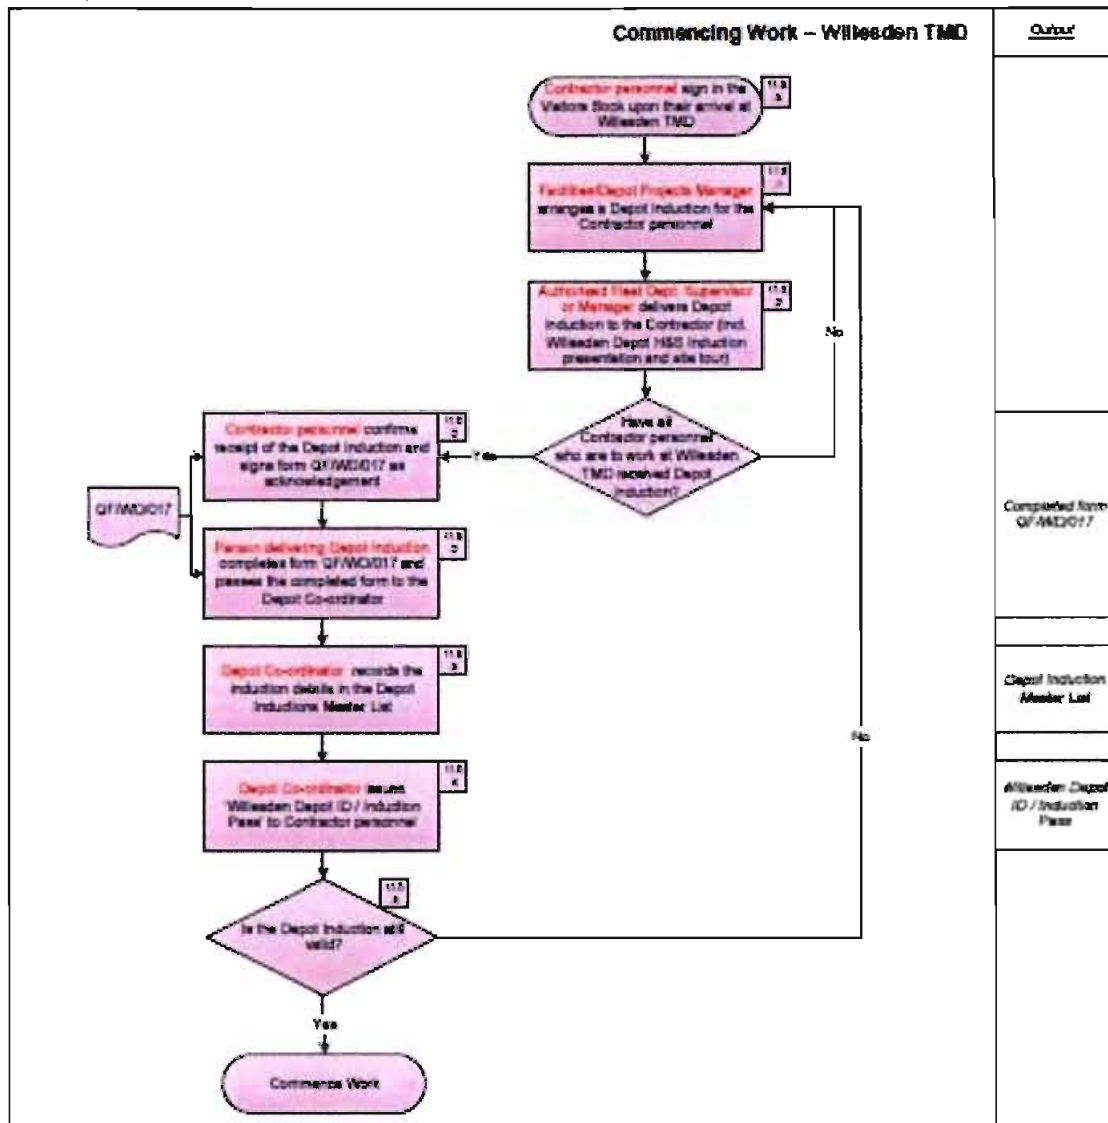 Commencing Work – Willesden TMD
Output
Contractor personnel sign in the
Visitors Book upon their arrival at
Willesden TMD
Facilities/Depot Projects Manager
arranges a Depot Induction for the
Contractor personnel
Authorised Fleet Dept. Supervisor
or Manager delivers Depot
Induction to the Contractor (incl.
Willesden Depot H&S Induction
presentation and site tour)
No
Have all
Contractor personnel
who are to work at Willesden
TMD received Depot
Induction?
Yes
Contractor personnel confirms
receipt of the Depot Induction and
signs form QF/WD/017 as
acknowledgement
QF/WD/017
Completed form
QF/WD/017
Person delivering Depot Induction
completes form QF/WD/017 and
passes the completed form to the
Depot Co-ordinator
Depot Co-ordinator records the
induction details in the Depot
Inductions Master List
Depot Induction
Master List
No
Depot Co-ordinator issues
'Willesden Depot ID / Induction
Pass' to Contractor personnel
Willesden Depot
ID / Induction
Pass
Is the Depot Induction still
valid?
Yes
Commence Work